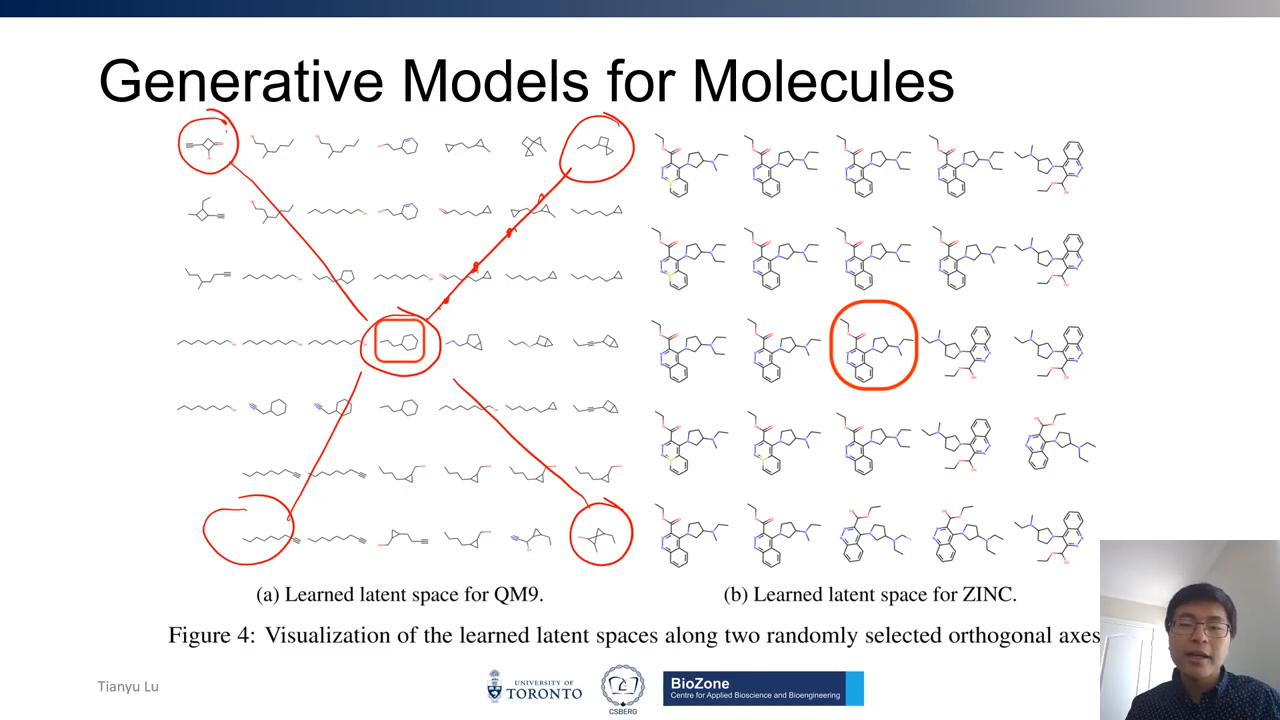 Generative Models for Molecules
(a) Learned latent space for QM9.
(b) Learned latent space for ZINC.
Figure 4: Visualization of the learned latent spaces along two randomly selected orthogonal axes
Tianyu Lu
UNIVERSITY OF
TORONTO
CSBERG
BioZone
Centre for Applied Bioscience and Bioengineering